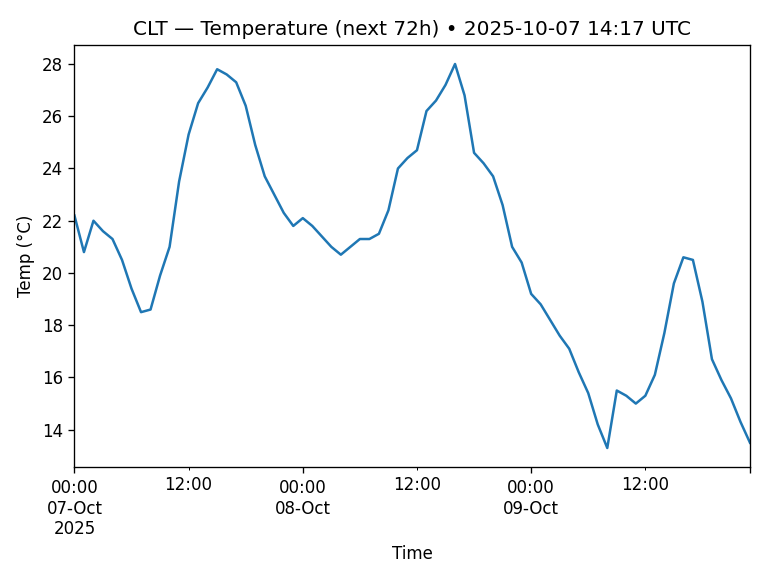 CLT — Temperature (next 72h) • 2025-10-07 14:17 UTC
Temp (°C)
28
26
24
22
20
18
16
14
00:00 12:00 00:00 12:00 00:00 12:00
07-Oct 08-Oct 09-Oct
2025
Time